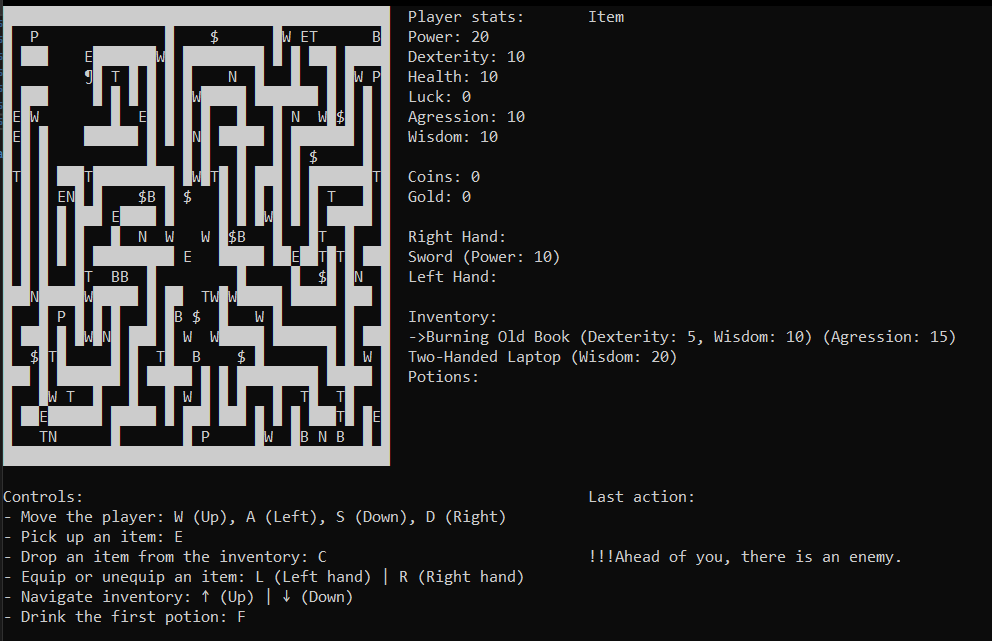 Player stats: Item
P $ W ET B Power: 20
E W Dexterity: 10
¶ T N W P Health: 10
W Luck: 0
E W E N W $ Agression: 10
E N Wisdom: 10
$
T T W T T Coins: 0
EN $B $ T Gold: 0
E W
N W W $B T Right Hand:
E E T T Sword (Power: 10)
T BB $ N Left Hand:
N W TW W
P B $ W Inventory:
W N W W ->Burning Old Book (Dexterity: 5, Wisdom: 10) (Agression: 15)
$ T T B $ W Two-Handed Laptop (Wisdom: 20)
Potions:
W T W T T
E T E
TN P W B N B
Controls: Last action:
- Move the player: W (Up), A (Left), S (Down), D (Right)
- Pick up an item: E
- Drop an item from the inventory: C !!!Ahead of you, there is an enemy.
- Equip or unequip an item: L (Left hand) | R (Right hand)
- Navigate inventory: ↑ (Up) | ↓ (Down)
- Drink the first potion: F